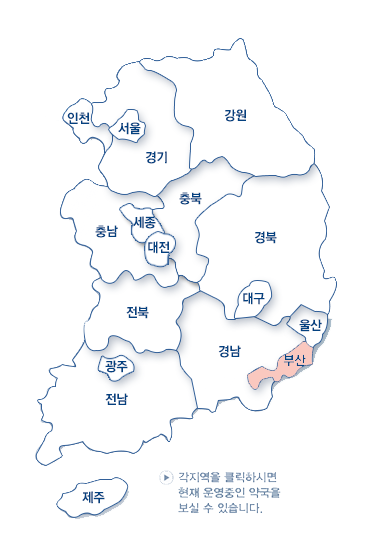 강원
인천
서울
경기
충북
세종
충남
경북
대전
대구
전북
울산
경남
부산
광주
전남
각지역을 클릭하시면
현재 운영중인 약국을
제주
보실 수 있습니다.